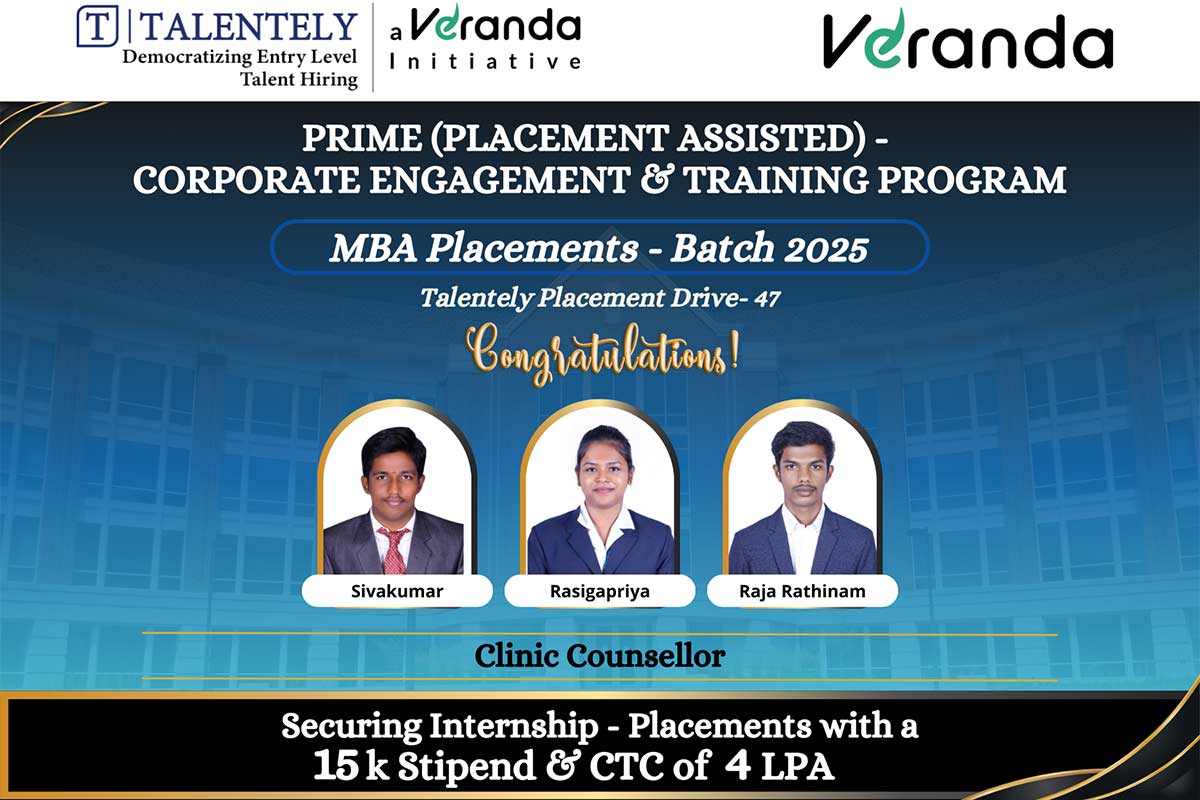 T | TALENTELY
Democratizing Entry Level
Talent Hiring
a Veranda
Initiative
Veranda
PRIME (PLACEMENT ASSISTED) -
CORPORATE ENGAGEMENT & TRAINING PROGRAM
MBA Placements - Batch 2025
Talentely Placement Drive- 47
Congratulations!
Sivakumar
Rasigapriya
Raja Rathinam
Clinic Counsellor
Securing Internship - Placements with a
15 k Stipend & CTC of 4 LPA